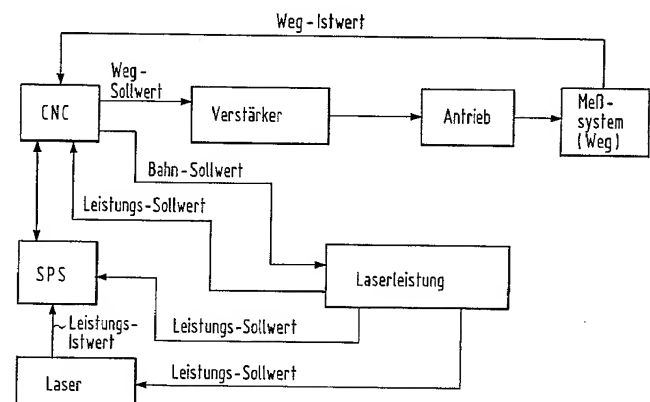 Weg-Istwert
Weg-
Sollwert
CNC
Verstärker
Antrieb
Meß-
system
(Weg)
Bahn-Sollwert
Leistungs-Sollwert
SPS
Laserleistung
Leistungs-
Istwert
Leistungs-Sollwert
Laser
Leistungs-Sollwert